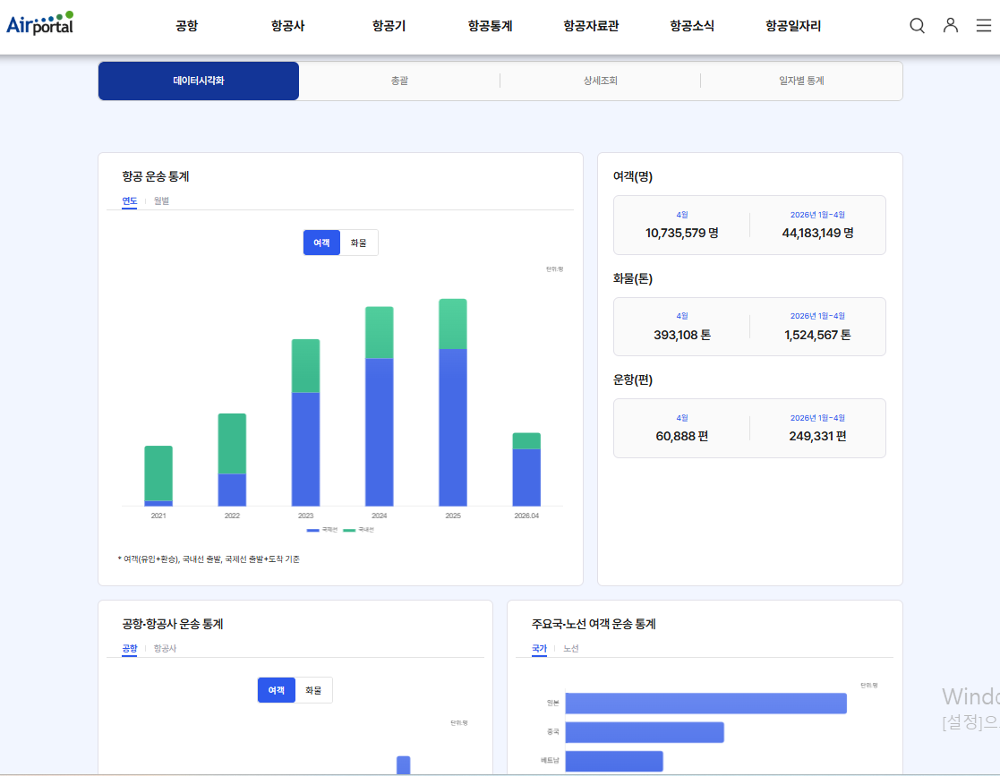 Airportal
공항 항공사 항공기 항공통계 항공자료관 항공소식 항공일자리
데이터시각화 총괄 상세조회 일자별 통계
항공 운송 통계
연도 월별
여객 화물
단위:명
2021 2022 2023 2024 2025 2026.04
국제선 국내선
* 여객(유임+환승), 국내선 출발, 국제선 출발+도착 기준
여객(명)
4월 2026년 1월~4월
10,735,579 명 44,183,149 명
화물(톤)
4월 2026년 1월~4월
393,108 톤 1,524,567 톤
운항(편)
4월 2026년 1월~4월
60,888 편 249,331 편
공항·항공사 운송 통계
공항 항공사
여객 화물
단위:명
주요국·노선 여객 운송 통계
국가 노선
단위:명
일본
중국
베트남
Windo
[설정]으